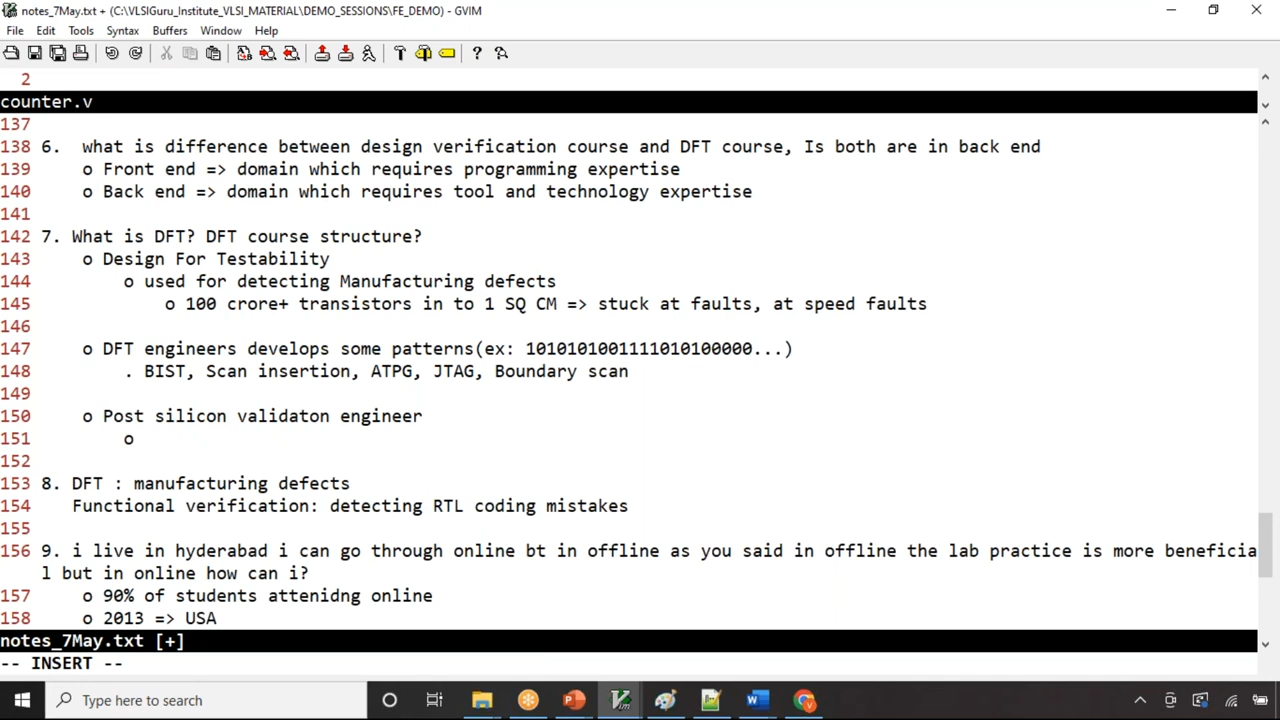 notes_7May.txt + (C:\VLSIGuru_Institute_VLSI_MATERIAL\DEMO_SESSIONS\FE_DEMO) - GVIM
File Edit Tools Syntax Buffers Window Help
2
counter.v
137
138 6.  what is difference between design verification course and DFT course, Is both are in back end
139     o Front end => domain which requires programming expertise
140     o Back end => domain which requires tool and technology expertise
141
142 7. What is DFT? DFT course structure?
143     o Design For Testability
144         o used for detecting Manufacturing defects
145             o 100 crore+ transistors in to 1 SQ CM => stuck at faults, at speed faults
146
147     o DFT engineers develops some patterns(ex: 1010101001111010100000...)
148         . BIST, Scan insertion, ATPG, JTAG, Boundary scan
149
150     o Post silicon validaton engineer
151         o
152
153 8. DFT : manufacturing defects
154    Functional verification: detecting RTL coding mistakes
155
156 9. i live in hyderabad i can go through online bt in offline as you said in offline the lab practice is more beneficia
l but in online how can i?
157     o 90% of students attenidng online
158     o 2013 => USA
notes_7May.txt [+]
-- INSERT --
Type here to search